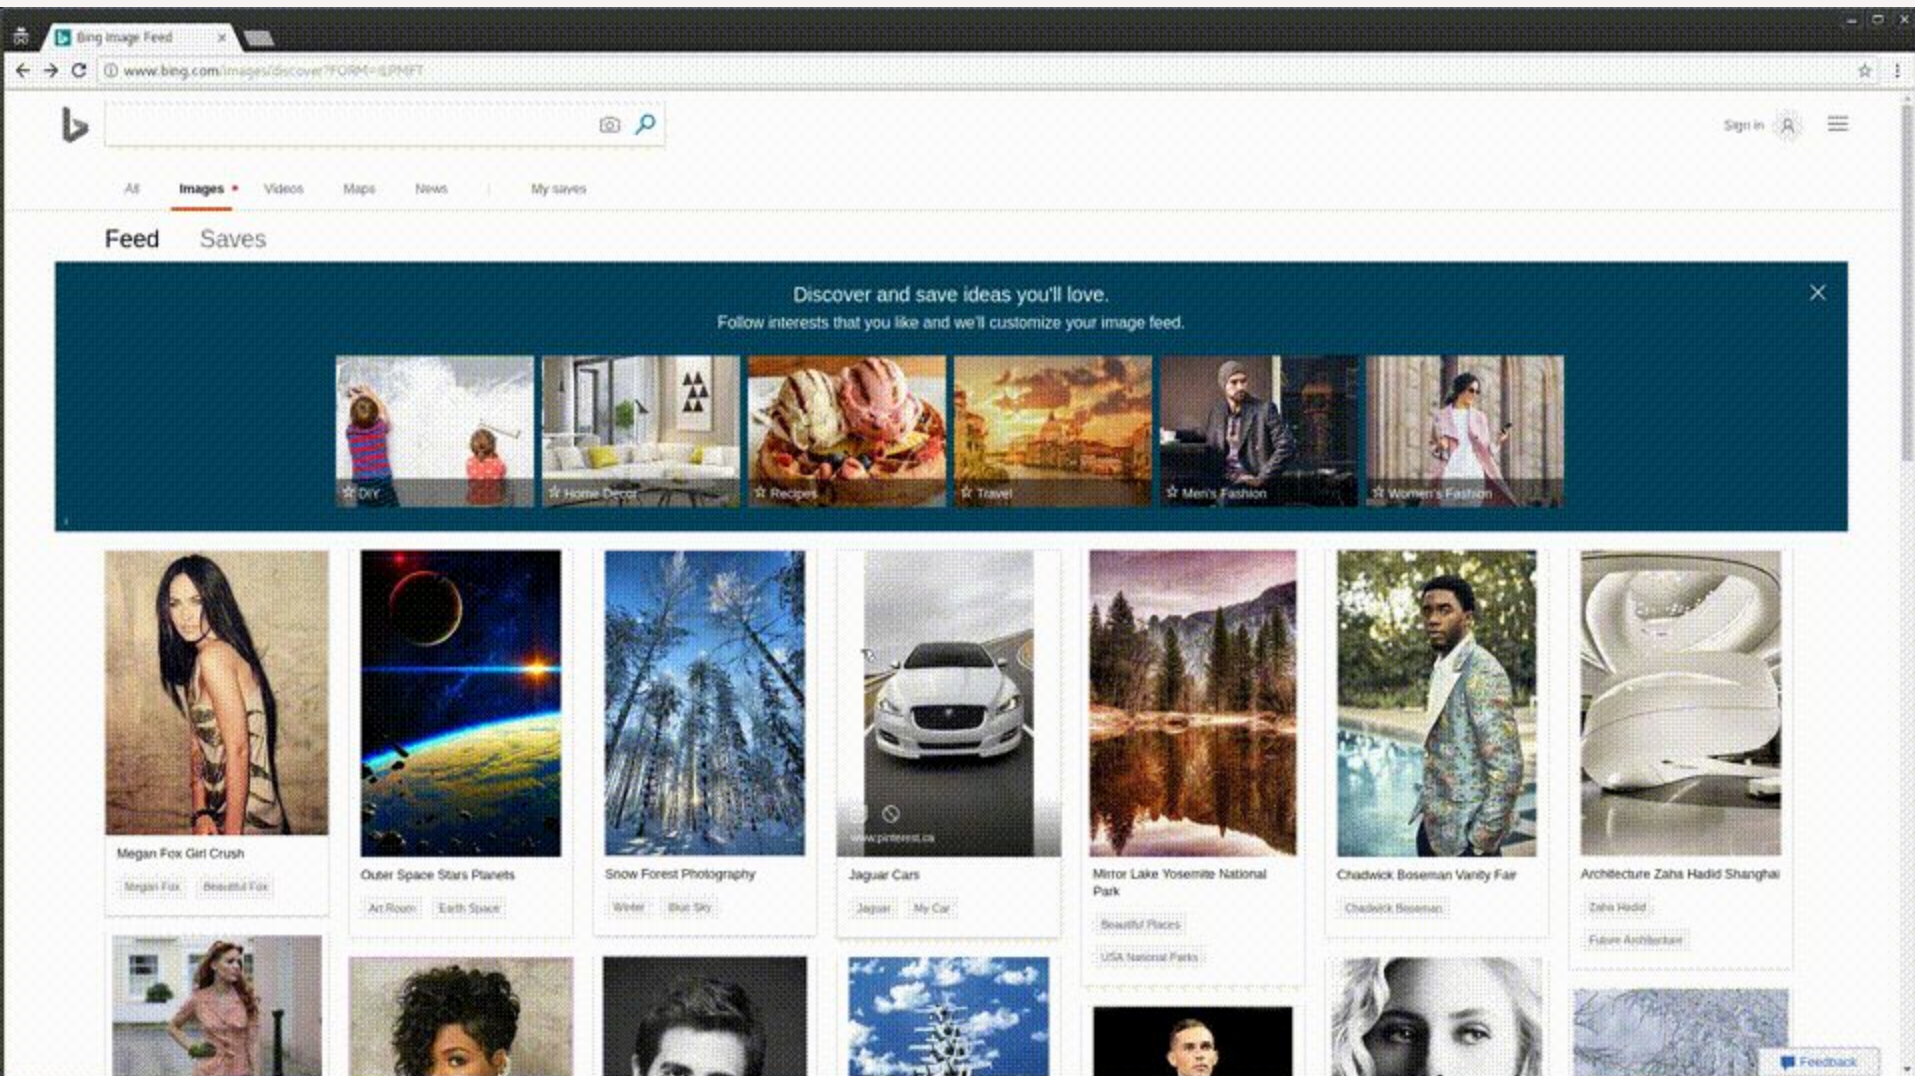 Bing Image Feed
www.bing.com/images/discover?FORM=ILPMFT
Sign in
All Images Videos Maps News My saves
Feed Saves
Discover and save ideas you'll love.
Follow interests that you like and we'll customize your image feed.
DIY Home Decor Recipes Travel Men's Fashion Women's Fashion
www.pinterest.ca
Megan Fox Girl Crush
Megan Fox Beautiful Fox
Outer Space Stars Planets
Art Room Earth Space
Snow Forest Photography
Winter Blue Sky
Jaguar Cars
Jaguar My Car
Mirror Lake Yosemite National
Park
Beautiful Places
USA National Parks
Chadwick Boseman Vanity Fair
Chadwick Boseman
Architecture Zaha Hadid Shanghai
Zaha Hadid
Future Architecture
Feedback